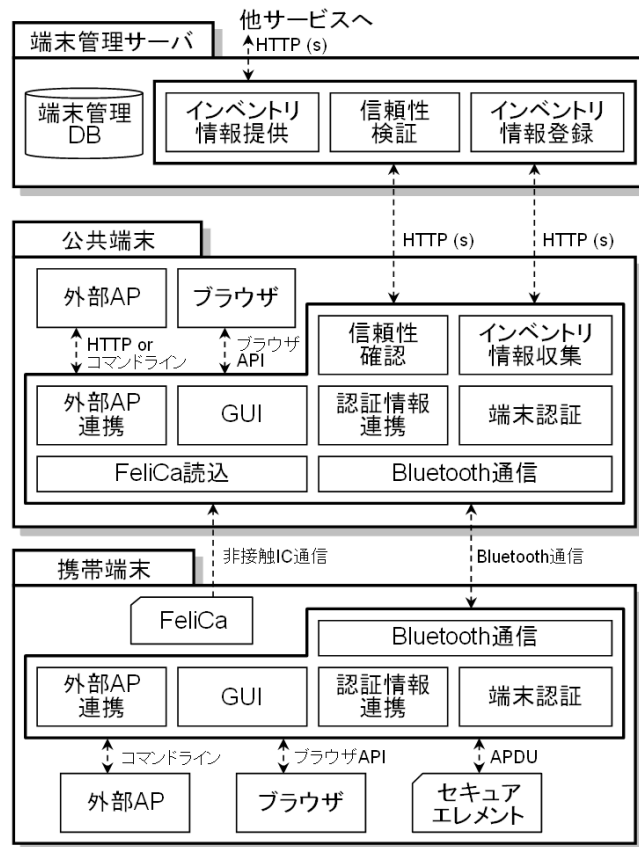 他サービスへ
端末管理サーバ
HTTP (s)
端末管理
DB
インベントリ
情報提供
信頼性
検証
インベントリ
情報登録
HTTP (s)
HTTP (s)
公共端末
外部AP
ブラウザ
HTTP or
コマンドライン
ブラウザ
API
信頼性
確認
インベントリ
情報収集
外部AP
連携
GUI
認証情報
連携
端末認証
FeliCa読込
Bluetooth通信
非接触IC通信
Bluetooth通信
携帯端末
FeliCa
Bluetooth通信
外部AP
連携
GUI
認証情報
連携
端末認証
コマンドライン
ブラウザAPI
APDU
外部AP
ブラウザ
セキュア
エレメント